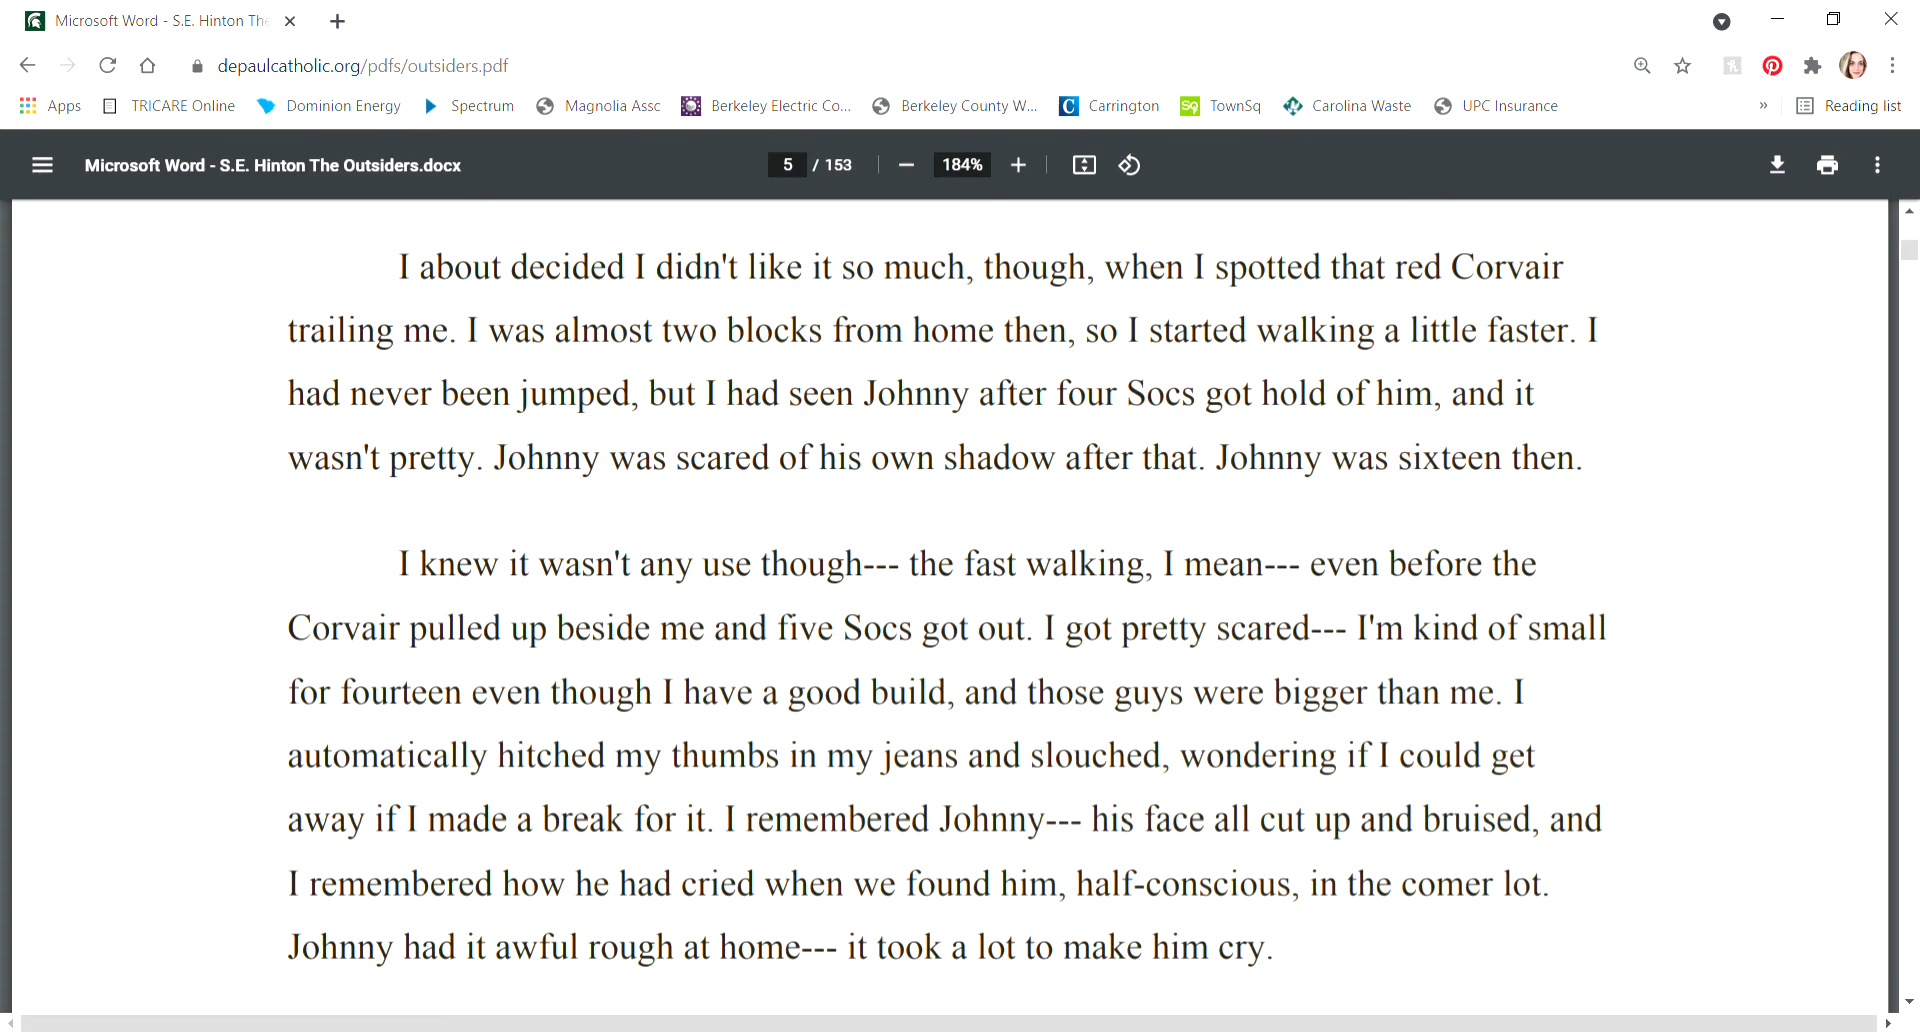 Microsoft Word - S.E. Hinton The
depaulcatholic.org/pdfs/outsiders.pdf
Apps TRICARE Online Dominion Energy Spectrum Magnolia Assc Berkeley Electric Co... Berkeley County W... C Carrington Sq TownSq Carolina Waste UPC Insurance » Reading list
Microsoft Word - S.E. Hinton The Outsiders.docx 5 / 153 184%
I about decided I didn't like it so much, though, when I spotted that red Corvair
trailing me. I was almost two blocks from home then, so I started walking a little faster. I
had never been jumped, but I had seen Johnny after four Socs got hold of him, and it
wasn't pretty. Johnny was scared of his own shadow after that. Johnny was sixteen then.
I knew it wasn't any use though--- the fast walking, I mean--- even before the
Corvair pulled up beside me and five Socs got out. I got pretty scared--- I'm kind of small
for fourteen even though I have a good build, and those guys were bigger than me. I
automatically hitched my thumbs in my jeans and slouched, wondering if I could get
away if I made a break for it. I remembered Johnny--- his face all cut up and bruised, and
I remembered how he had cried when we found him, half-conscious, in the comer lot.
Johnny had it awful rough at home--- it took a lot to make him cry.